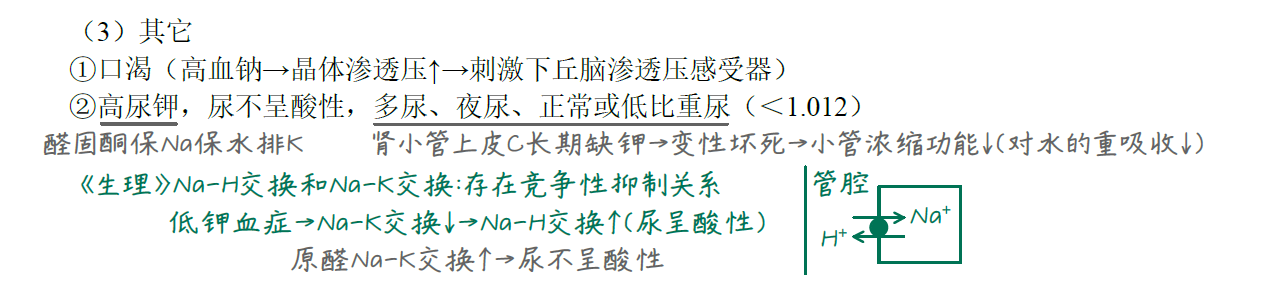 （3）其它
①口渴（高血钠→晶体渗透压↑→刺激下丘脑渗透压感受器）
②高尿钾，尿不呈酸性，多尿、夜尿、正常或低比重尿（＜1.012）
醛固酮保Na保水排K 肾小管上皮C长期缺钾→变性坏死→小管浓缩功能↓(对水的重吸收↓)
《生理》Na-H交换和Na-K交换:存在竞争性抑制关系
低钾血症→Na-K交换↓→Na-H交换↑(尿呈酸性)
原醛Na-K交换↑→尿不呈酸性
管腔
Na⁺
H⁺